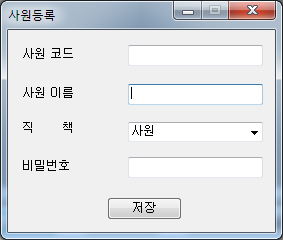 사원등록
사원 코드
사원 이름
직 책 사원
비밀번호
저장